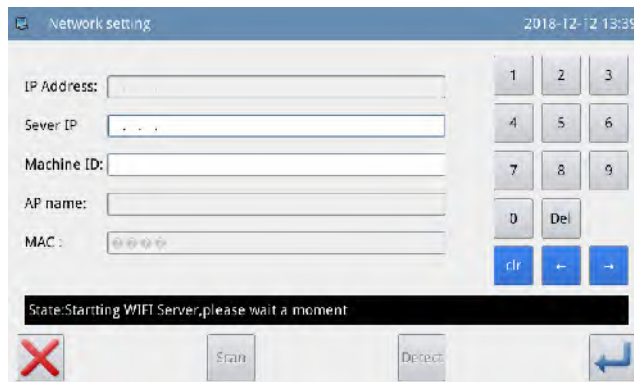 Network setting 2018-12-12 13:39
IP Address: . . .
Sever IP . . .
Machine ID:
AP name:
MAC :
1 2 3
4 5 6
7 8 9
0 Del
clr ← →
State:Startting WIFI Server,please wait a moment
Scan Detect